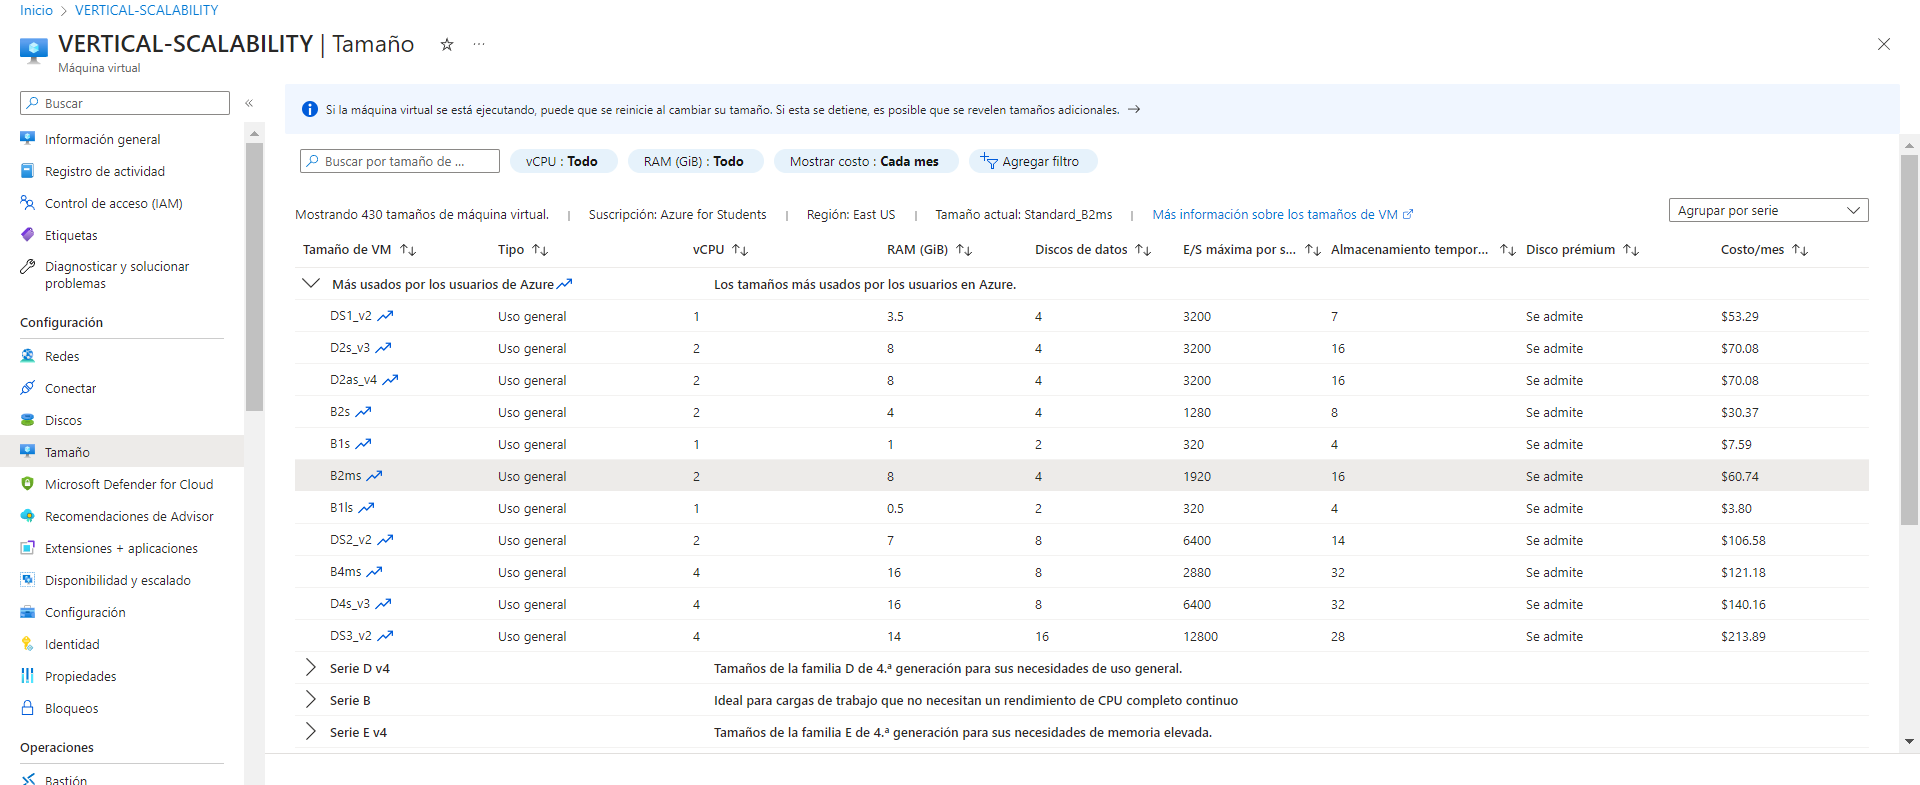 Inicio > VERTICAL-SCALABILITY
VERTICAL-SCALABILITY | Tamaño ☆ ...
Máquina virtual
Buscar «
Información general
Registro de actividad
Control de acceso (IAM)
Etiquetas
Diagnosticar y solucionar
problemas
Configuración
Redes
Conectar
Discos
Tamaño
Microsoft Defender for Cloud
Recomendaciones de Advisor
Extensiones + aplicaciones
Disponibilidad y escalado
Configuración
Identidad
Propiedades
Bloqueos
Operaciones
Bastión
Si la máquina virtual se está ejecutando, puede que se reinicie al cambiar su tamaño. Si esta se detiene, es posible que se revelen tamaños adicionales. →
Buscar por tamaño de ... vCPU : Todo RAM (GiB) : Todo Mostrar costo : Cada mes Agregar filtro
Mostrando 430 tamaños de máquina virtual. | Suscripción: Azure for Students | Región: East US | Tamaño actual: Standard_B2ms | Más información sobre los tamaños de VM Agrupar por serie
Tamaño de VM ↑↓ Tipo ↑↓ vCPU ↑↓ RAM (GiB) ↑↓ Discos de datos ↑↓ E/S máxima por s... ↑↓ Almacenamiento tempor... ↑↓ Disco prémium ↑↓ Costo/mes ↑↓
Más usados por los usuarios de Azure Los tamaños más usados por los usuarios en Azure.
DS1_v2 Uso general 1 3.5 4 3200 7 Se admite $53.29
D2s_v3 Uso general 2 8 4 3200 16 Se admite $70.08
D2as_v4 Uso general 2 8 4 3200 16 Se admite $70.08
B2s Uso general 2 4 4 1280 8 Se admite $30.37
B1s Uso general 1 1 2 320 4 Se admite $7.59
B2ms Uso general 2 8 4 1920 16 Se admite $60.74
B1ls Uso general 1 0.5 2 320 4 Se admite $3.80
DS2_v2 Uso general 2 7 8 6400 14 Se admite $106.58
B4ms Uso general 4 16 8 2880 32 Se admite $121.18
D4s_v3 Uso general 4 16 8 6400 32 Se admite $140.16
DS3_v2 Uso general 4 14 16 12800 28 Se admite $213.89
Serie D v4 Tamaños de la familia D de 4.ª generación para sus necesidades de uso general.
Serie B Ideal para cargas de trabajo que no necesitan un rendimiento de CPU completo continuo
Serie E v4 Tamaños de la familia E de 4.ª generación para sus necesidades de memoria elevada.